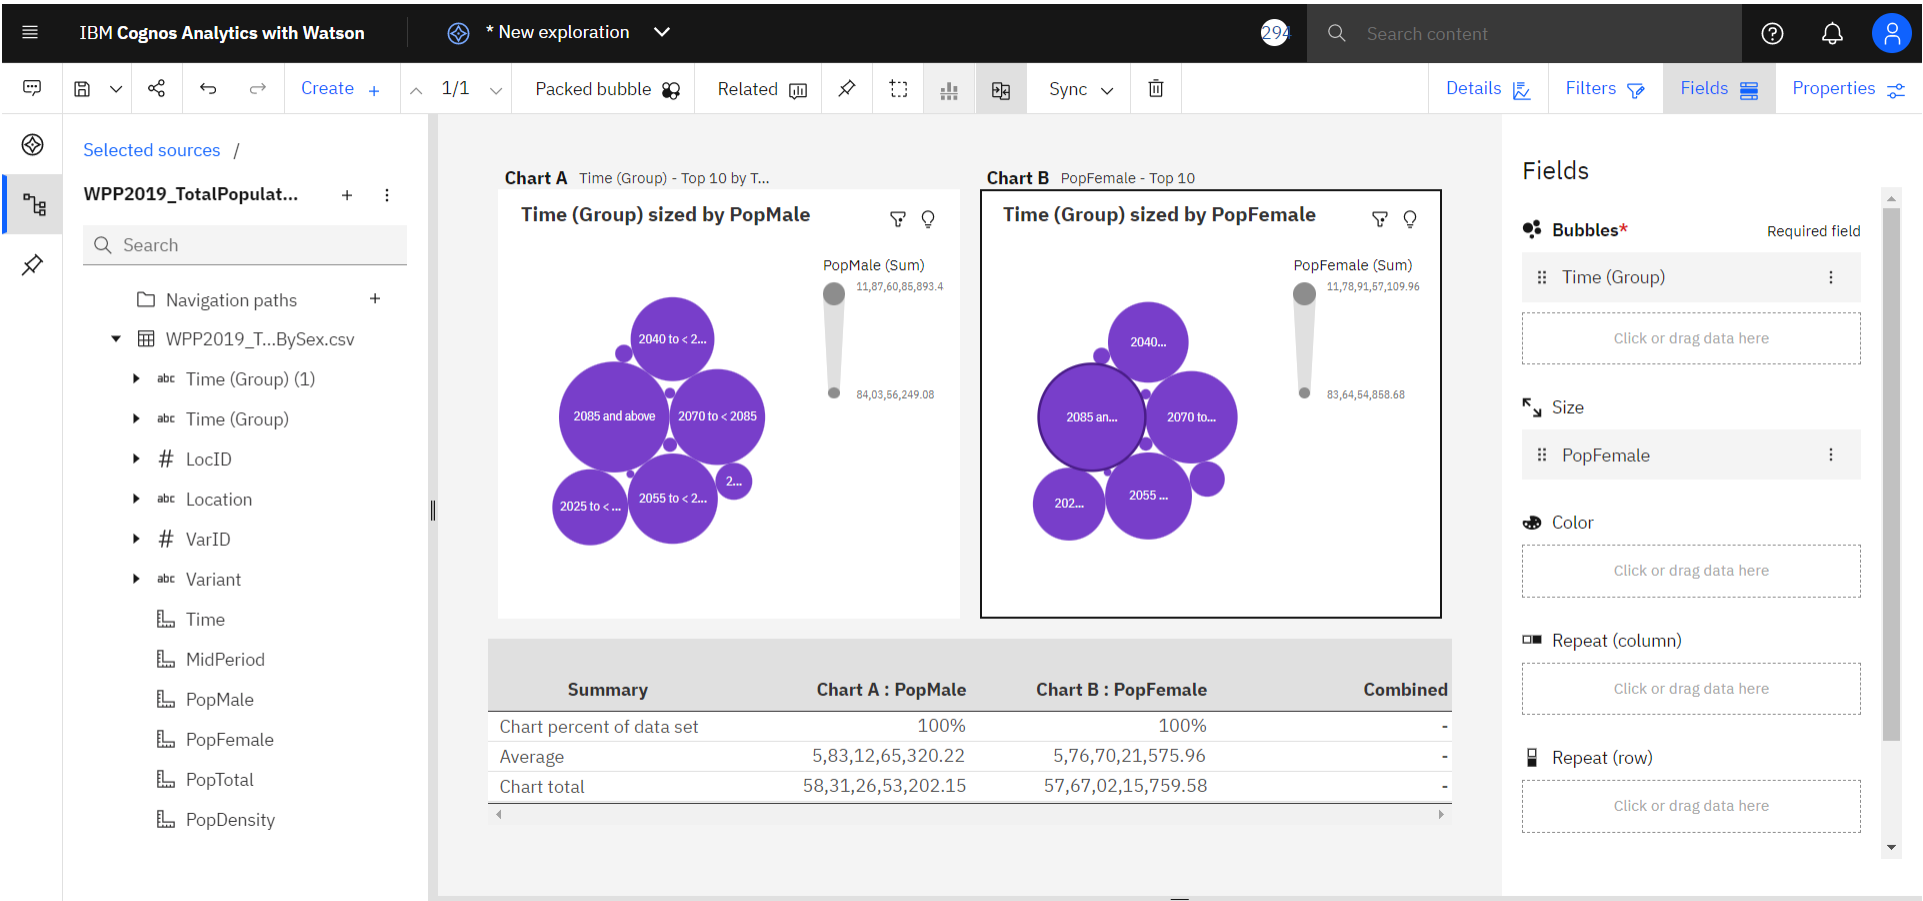 IBM Cognos Analytics with Watson
* New exploration
294
Search content
Create +
1/1
Packed bubble
Related
Sync
Details
Filters
Fields
Properties
Selected sources /
WPP2019_TotalPopulat...
Search
Navigation paths
WPP2019_T...BySex.csv
abc Time (Group) (1)
abc Time (Group)
# LocID
abc Location
# VarID
abc Variant
Time
MidPeriod
PopMale
PopFemale
PopTotal
PopDensity
Chart A Time (Group) - Top 10 by T...
Time (Group) sized by PopMale
PopMale (Sum)
11,87,60,85,893.4
84,03,56,249.08
2040 to < 2...
2085 and above
2070 to < 2085
2...
2055 to < 2...
2025 to < ...
Chart B PopFemale - Top 10
Time (Group) sized by PopFemale
PopFemale (Sum)
11,78,91,57,109.96
83,64,54,858.68
2040...
2085 an...
2070 to...
2055 ...
202...
Summary Chart A : PopMale Chart B : PopFemale Combined
Chart percent of data set 100% 100% -
Average 5,83,12,65,320.22 5,76,70,21,575.96 -
Chart total 58,31,26,53,202.15 57,67,02,15,759.58 -
Fields
Bubbles* Required field
Time (Group)
Click or drag data here
Size
PopFemale
Color
Click or drag data here
Repeat (column)
Click or drag data here
Repeat (row)
Click or drag data here